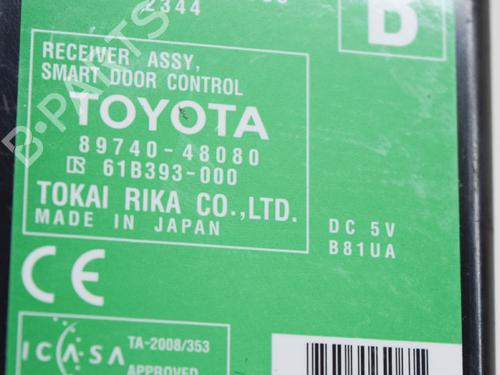 2344
B
RECEIVER ASSY,
SMART DOOR CONTROL
TOYOTA
89740-48080
R 61B393-000
TOKAI RIKA CO.,LTD.
MADE IN JAPAN
DC 5V
B81UA
CE
ICASA
TA-2008/353
APPROVED
B-PARTS